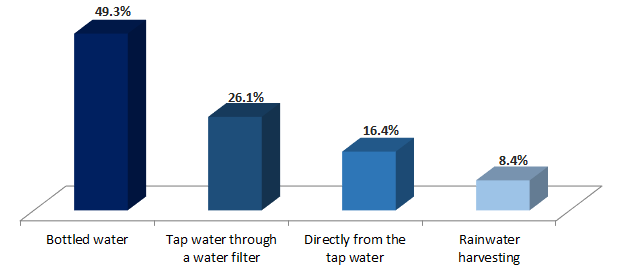 49.3%
26.1%
16.4%
8.4%
Bottled water
Tap water through
a water filter
Directly from the
tap water
Rainwater
harvesting